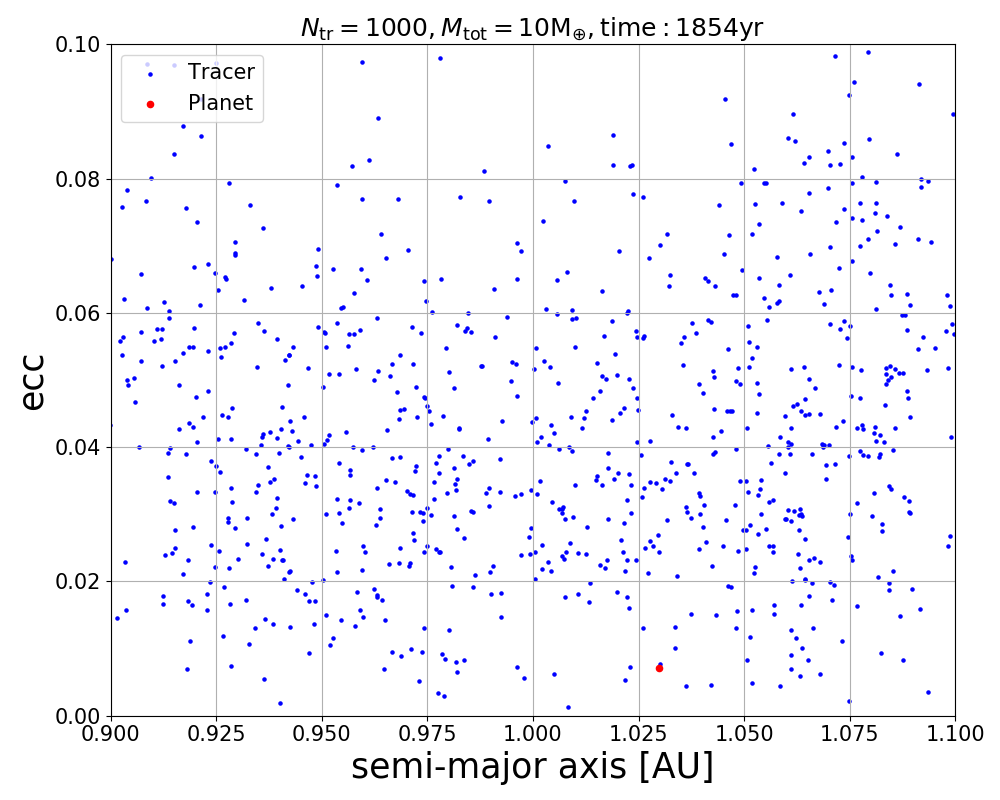 N_tr = 1000, M_tot = 10M_⊕, time : 1854yr
0.10
Tracer
Planet
0.08
0.06
ecc
0.04
0.02
0.00
0.900 0.925 0.950 0.975 1.000 1.025 1.050 1.075 1.100
semi-major axis [AU]